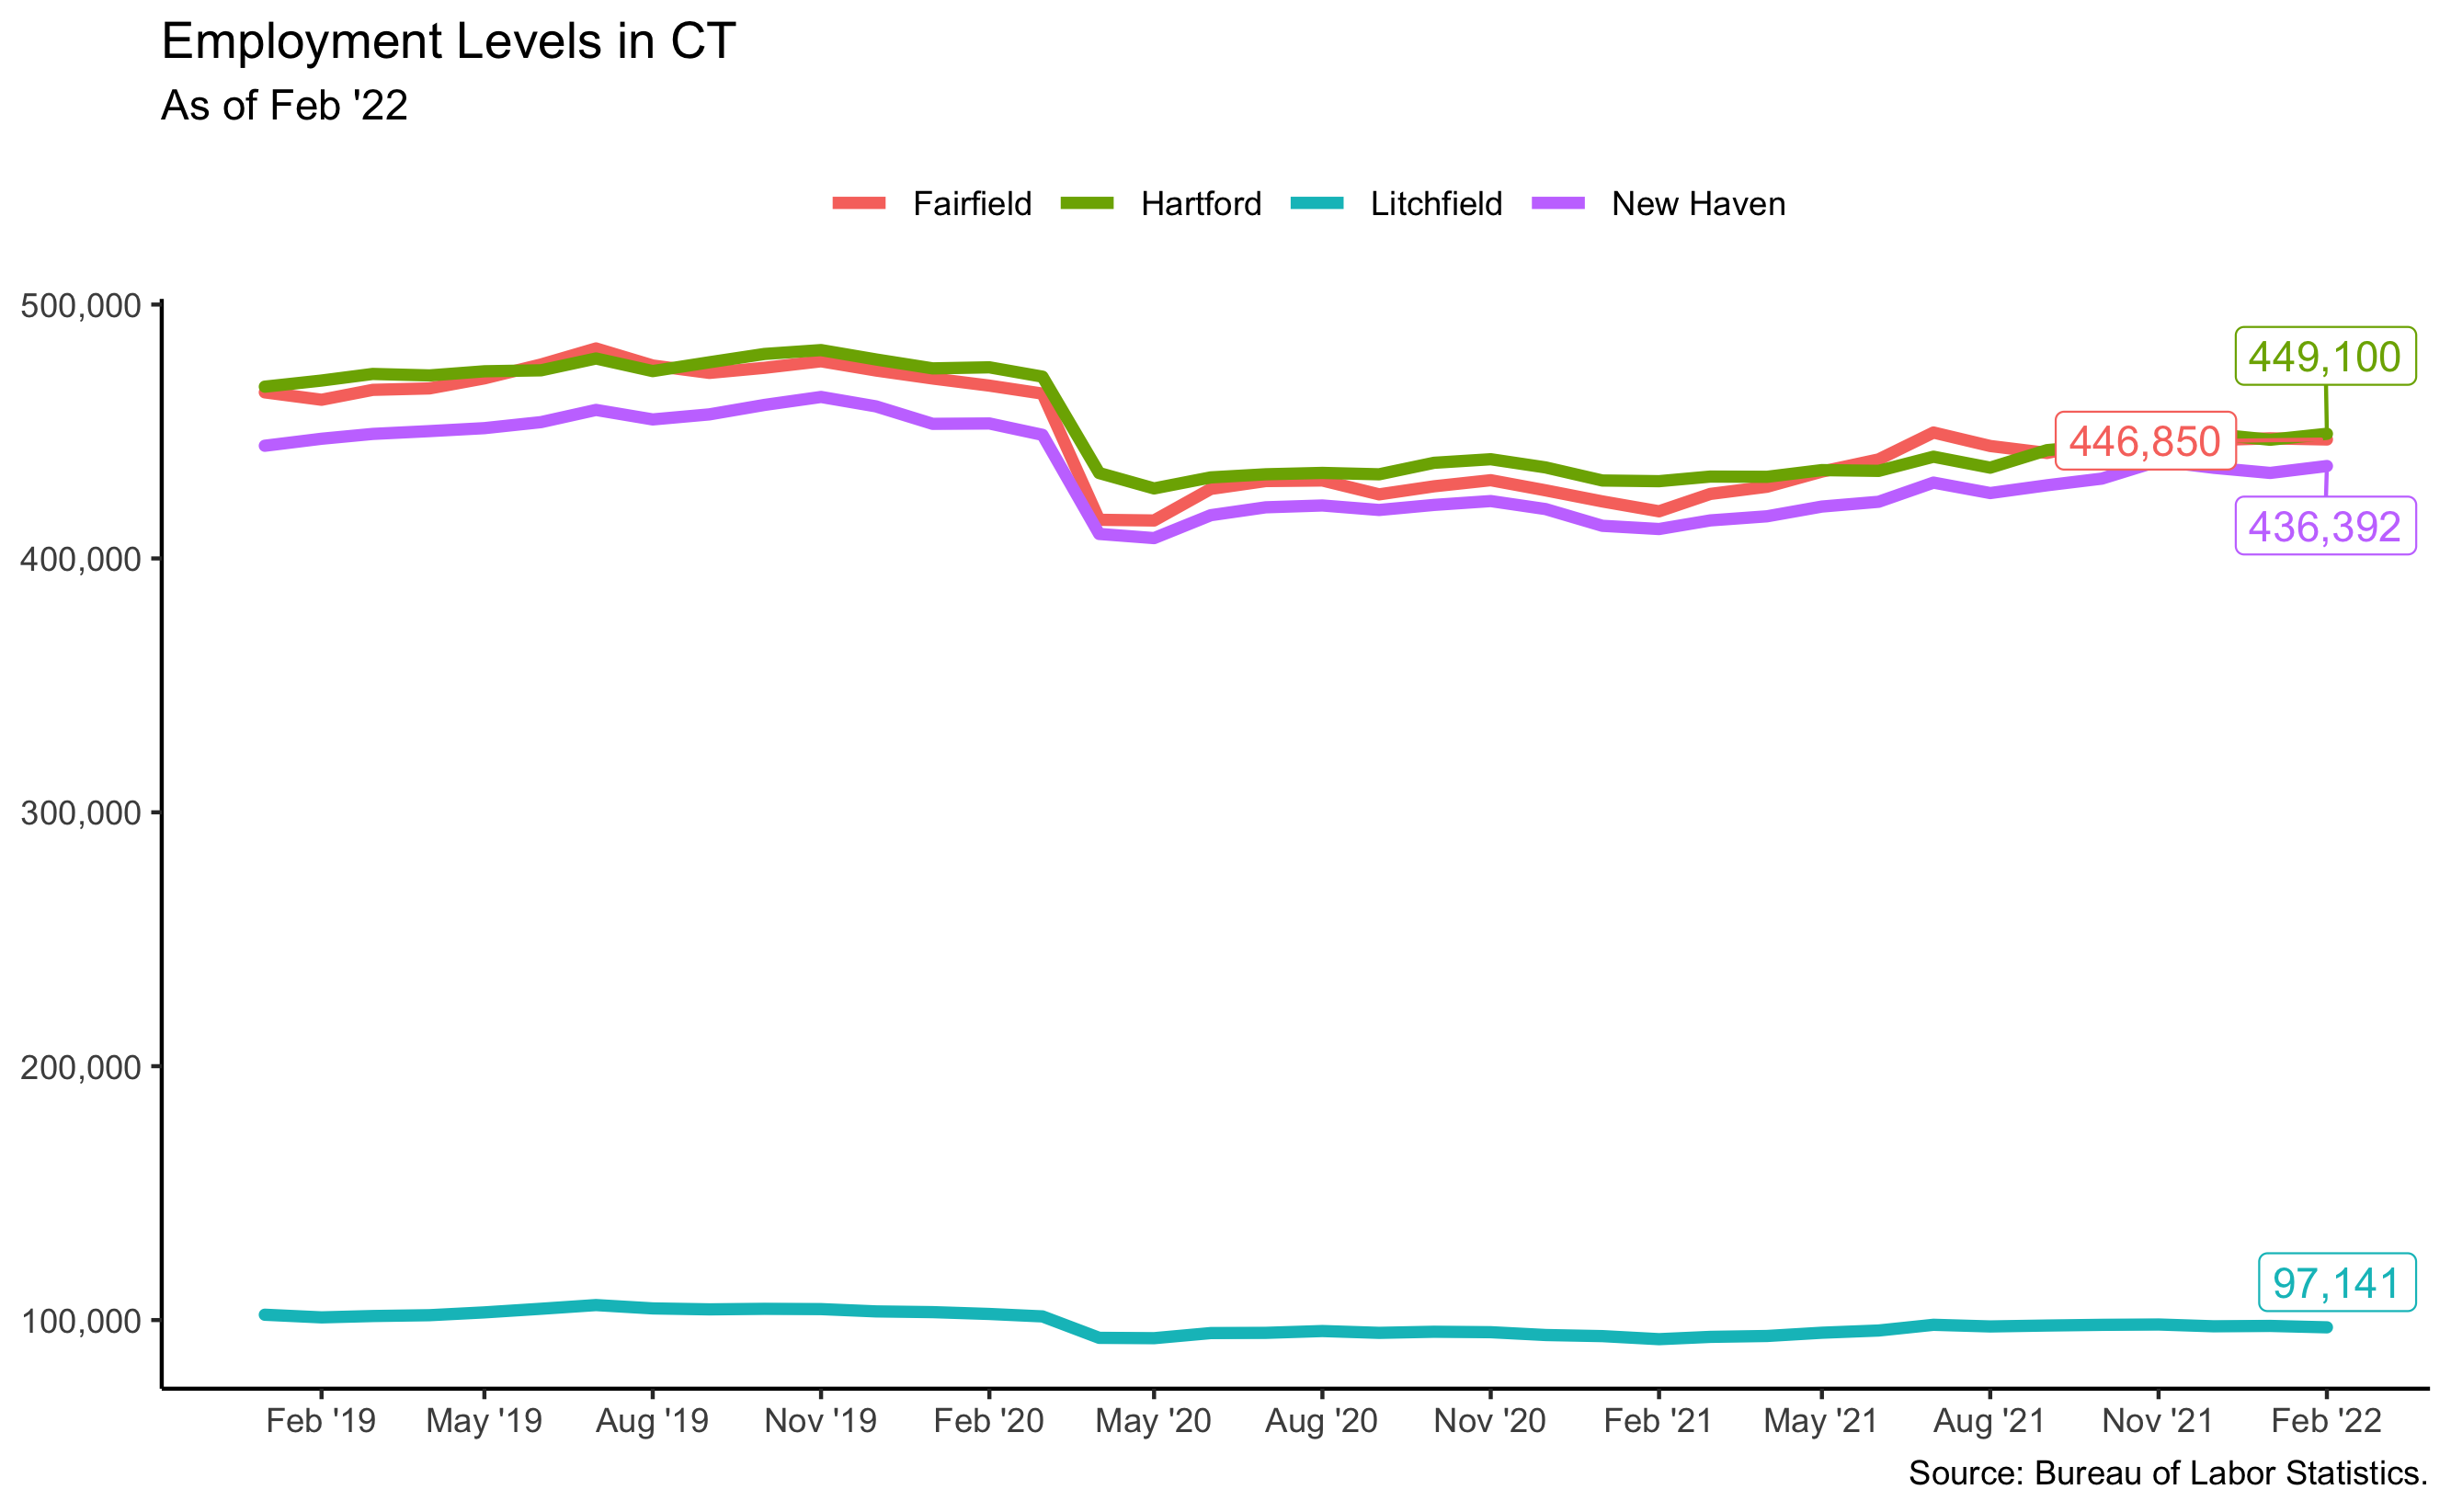 Employment Levels in CT
As of Feb '22
Fairfield Hartford Litchfield New Haven
500,000
400,000
300,000
200,000
100,000
449,100
446,850
436,392
97,141
Feb '19 May '19 Aug '19 Nov '19 Feb '20 May '20 Aug '20 Nov '20 Feb '21 May '21 Aug '21 Nov '21 Feb '22
Source: Bureau of Labor Statistics.